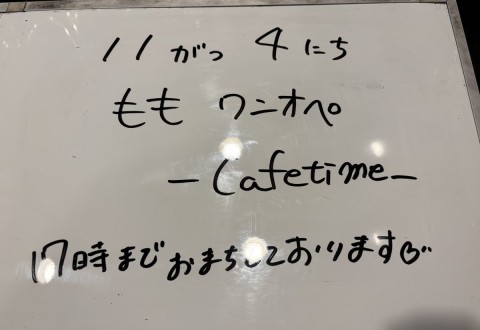 11がつ 4にち
もも ワンオペ
-Cafetime-
17時まで おまちしております♡